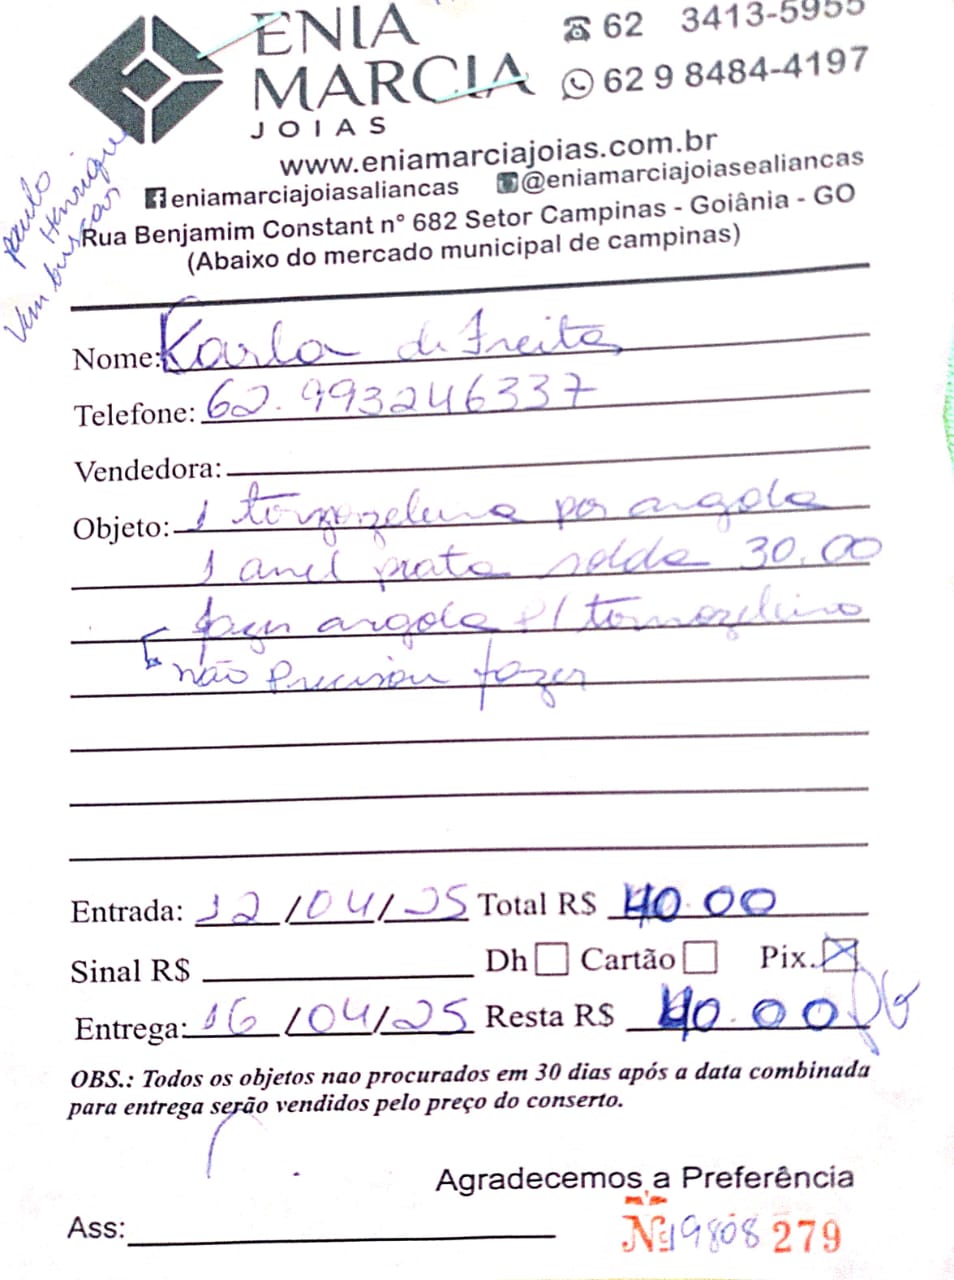 ENIA
MARCIA
JOIAS
62 3413-5955
62 9 8484-4197
www.eniamarciajoias.com.br
eniamarciajoiasaliancas @eniamarciajoiasealiancas
Rua Benjamim Constant n° 682 Setor Campinas - Goiânia - GO
(Abaixo do mercado municipal de campinas)
Paulo
Henrique
Vem buscar
Nome: Karla de Freitas
Telefone: 62.993246337
Vendedora:
Objeto: 1 tornozeleira por argola
1 anel prata solda 30.00
fazer argola p/ tornozeleira
não Precisou fazer
Entrada: 12/04/25 Total R$ 40.00
Sinal R$ Dh Cartão Pix. X
Entrega: 16/04/25 Resta R$ 40.00 PG
OBS.: Todos os objetos nao procurados em 30 dias após a data combinada
para entrega serão vendidos pelo preço do conserto.
Agradecemos a Preferência
Ass: Nº 19808 279